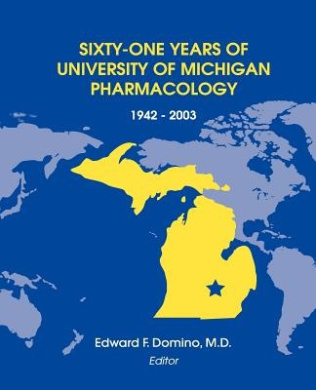 SIXTY-ONE YEARS OF
UNIVERSITY OF MICHIGAN
PHARMACOLOGY
1942 - 2003
Edward F. Domino, M.D.
Editor